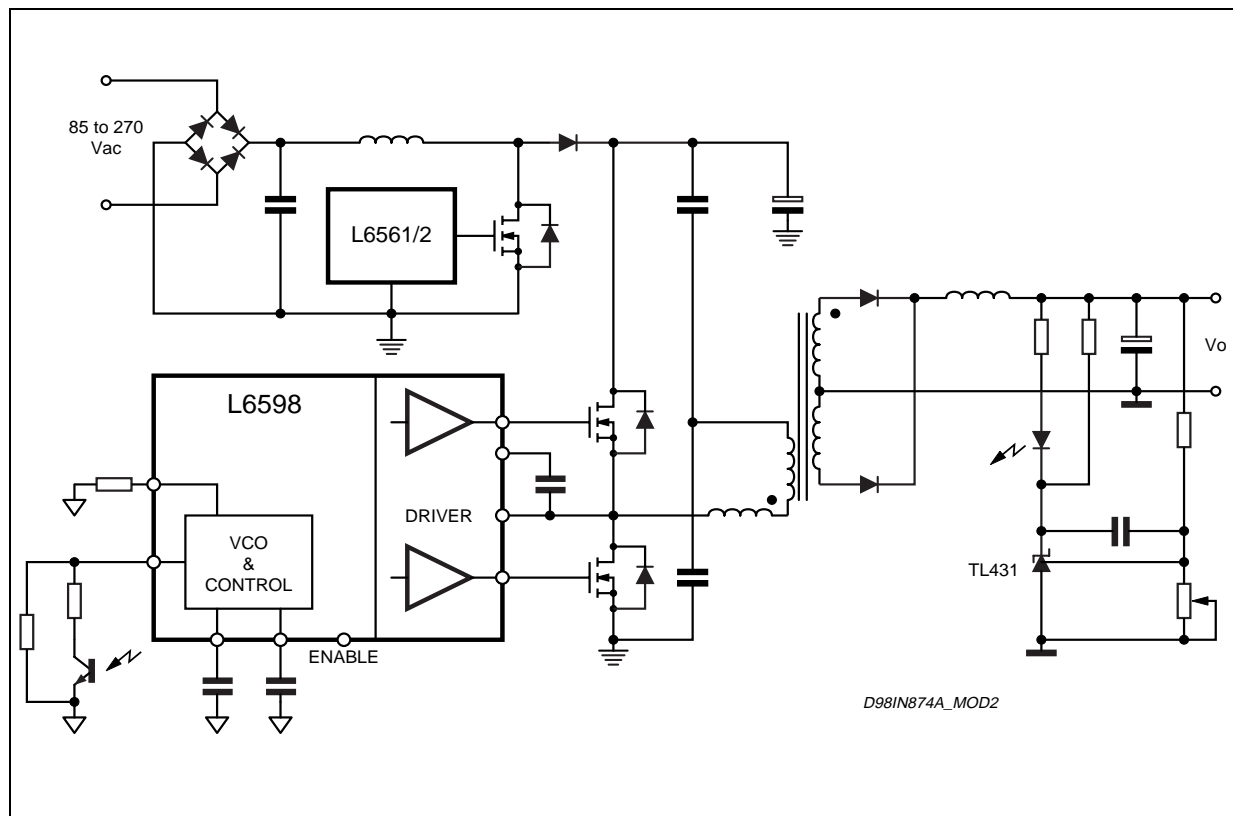 85 to 270
Vac
L6561/2
Vo
L6598
DRIVER
VCO
&
CONTROL
TL431
ENABLE
D98IN874A_MOD2